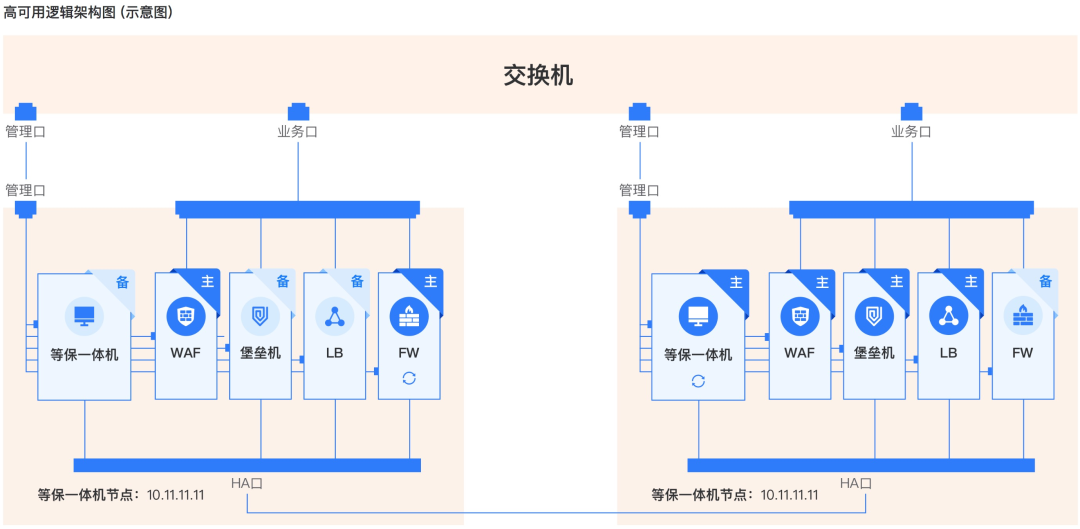 高可用逻辑架构图 (示意图)
交换机
管理口
业务口
管理口
业务口
管理口
管理口
备
主
备
备
主
主
主
主
主
备
等保一体机
WAF
堡垒机
LB
FW
等保一体机
WAF
堡垒机
LB
FW
HA口
等保一体机节点：10.11.11.11
HA口
等保一体机节点：10.11.11.11